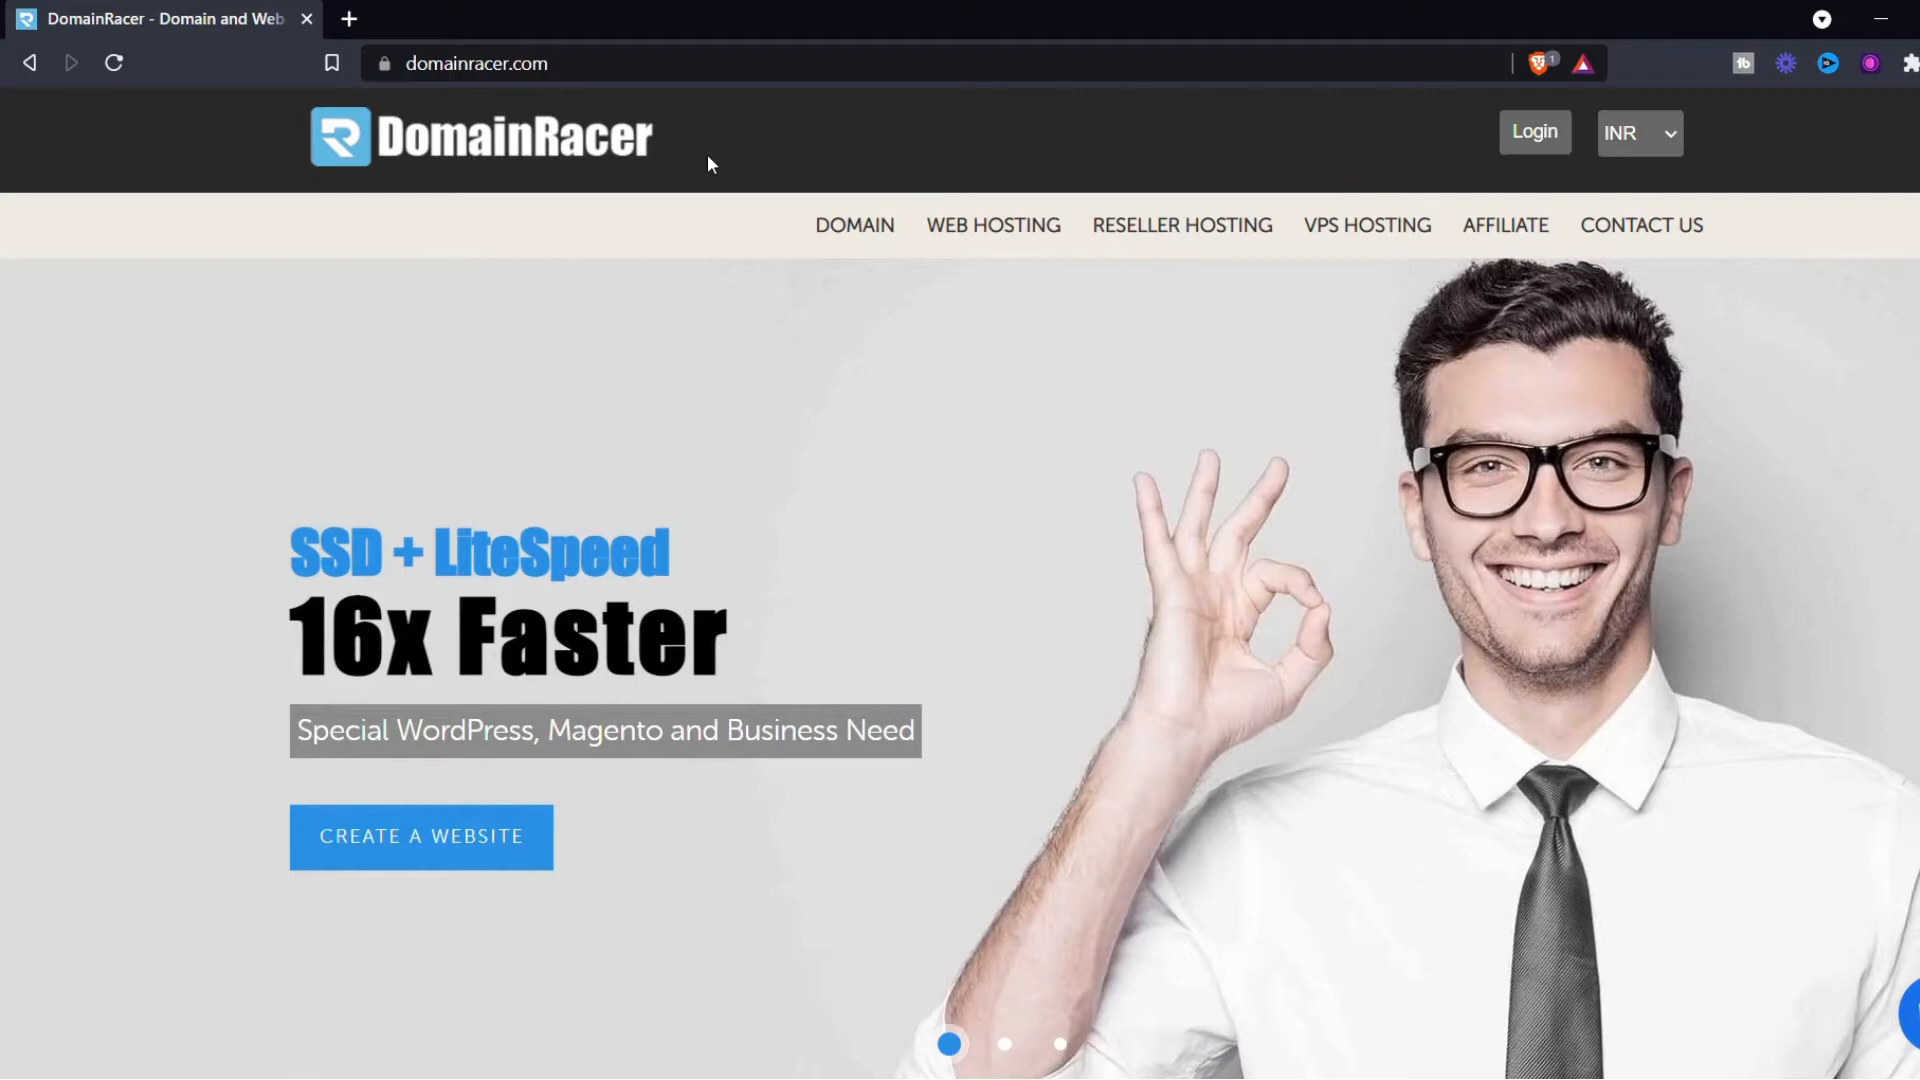 DomainRacer - Domain and Web
domainracer.com
1
DomainRacer
Login
INR
DOMAIN
WEB HOSTING
RESELLER HOSTING
VPS HOSTING
AFFILIATE
CONTACT US
SSD + LiteSpeed
16x Faster
Special WordPress, Magento and Business Need
CREATE A WEBSITE